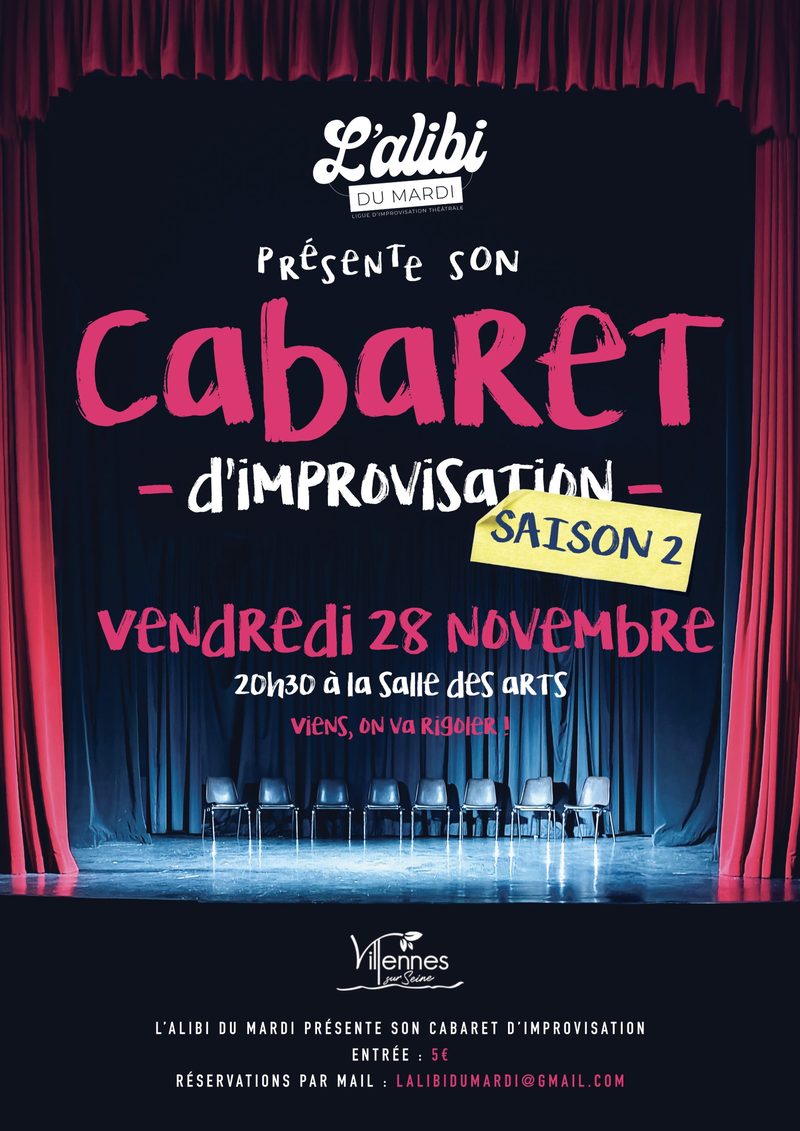 L'alibi
DU MARDI
LIGUE D'IMPROVISATION THÉÂTRALE
PRÉSENTE SON
CABARET
- d'IMPROVISATION -
SAISON 2
VENDREDI 28 NOVEMBRE
20h30 à la Salle des ARTS
Viens, on va Rigoler !
Villennes
sur Seine
L'ALIBI DU MARDI PRÉSENTE SON CABARET D'IMPROVISATION
ENTRÉE : 5€
RÉSERVATIONS PAR MAIL : LALIBIDUMARDI@GMAIL.COM